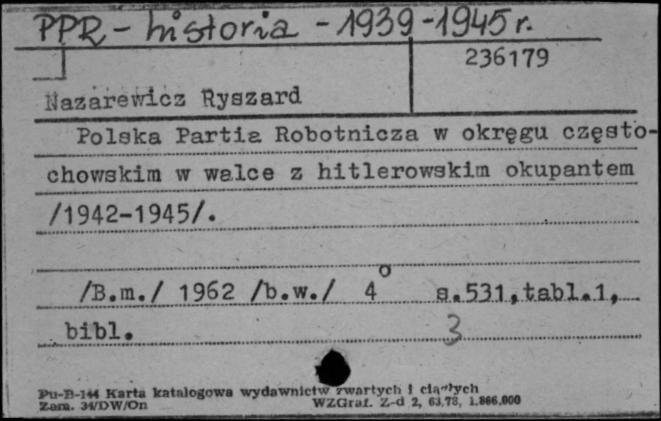 PPR - historia - 1939-1945 r.
236179
Nazarewicz Ryszard
Polska Partia Robotnicza w okręgu często-
chowskim w walce z hitlerowskim okupantem
/1942-1945/.
/B.m./ 1962 /b.w./ 4° s.531, tabl.1,
bibl.
3
Pu-B-144 Karta katalogowa wydawnictw zwartych i ciągłych
Zam. 34/DW/On WZGraf. Z-d 2, 63.78, 1.866.000